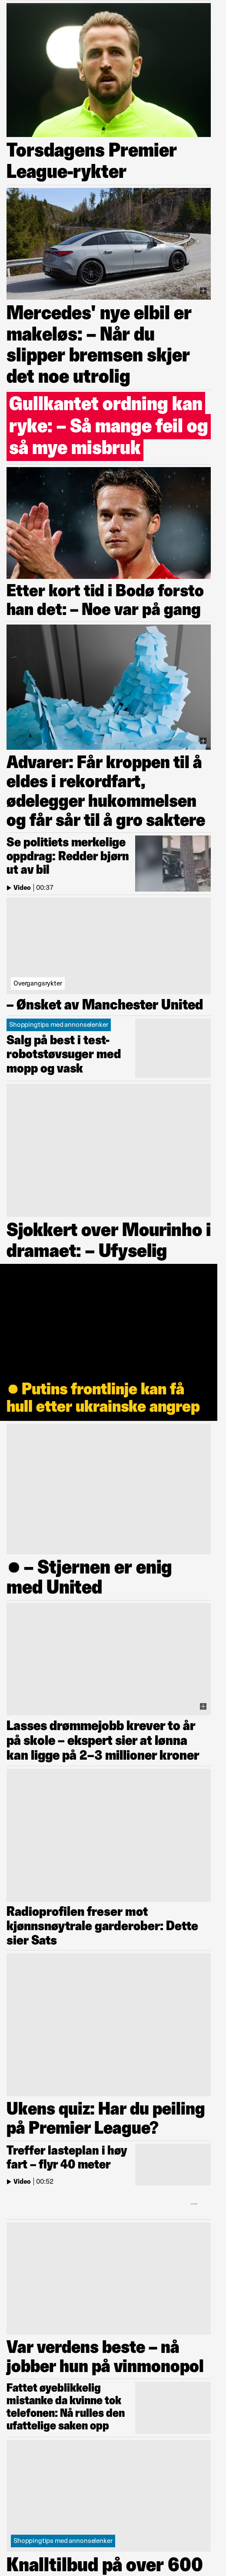 Torsdagens Premier
League-rykter
Mercedes' nye elbil er
makeløs: – Når du
slipper bremsen skjer
det noe utrolig
Gullkantet ordning kan
ryke: – Så mange feil og
så mye misbruk
Etter kort tid i Bodø forsto
han det: – Noe var på gang
Advarer: Får kroppen til å
eldes i rekordfart,
ødelegger hukommelsen
og får sår til å gro saktere
Se politiets merkelige
oppdrag: Redder bjørn
ut av bil
Video | 00:37
Overgangsrykter
– Ønsket av Manchester United
Shoppingtips med annonselenker
Salg på best i test-
robotstøvsuger med
mopp og vask
Sjokkert over Mourinho i
dramaet: – Ufyselig
Putins frontlinje kan få
hull etter ukrainske angrep
– Stjernen er enig
med United
Lasses drømmejobb krever to år
på skole – ekspert sier at lønna
kan ligge på 2–3 millioner kroner
Radioprofilen freser mot
kjønnsnøytrale garderober: Dette
sier Sats
Ukens quiz: Har du peiling
på Premier League?
Treffer lasteplan i høy
fart – flyr 40 meter
Video | 00:52
Var verdens beste – nå
jobber hun på vinmonopol
Fattet øyeblikkelig
mistanke da kvinne tok
telefonen: Nå rulles den
ufattelige saken opp
Shoppingtips med annonselenker
Knalltilbud på over 600